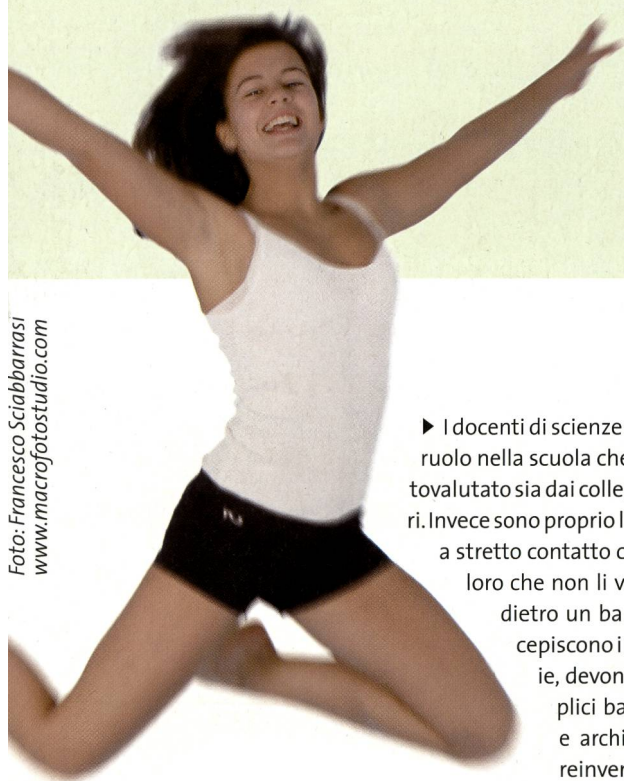 Foto: Francesco Sciabbarrasi
www.macrofotostudio.com
▶ I docenti di scienze
ruolo nella scuola che
tovalutato sia dai colle
ri. Invece sono proprio l
a stretto contatto c
loro che non li v
dietro un ba
cepiscono i
ie, devon
plici ba
e archi
reinver